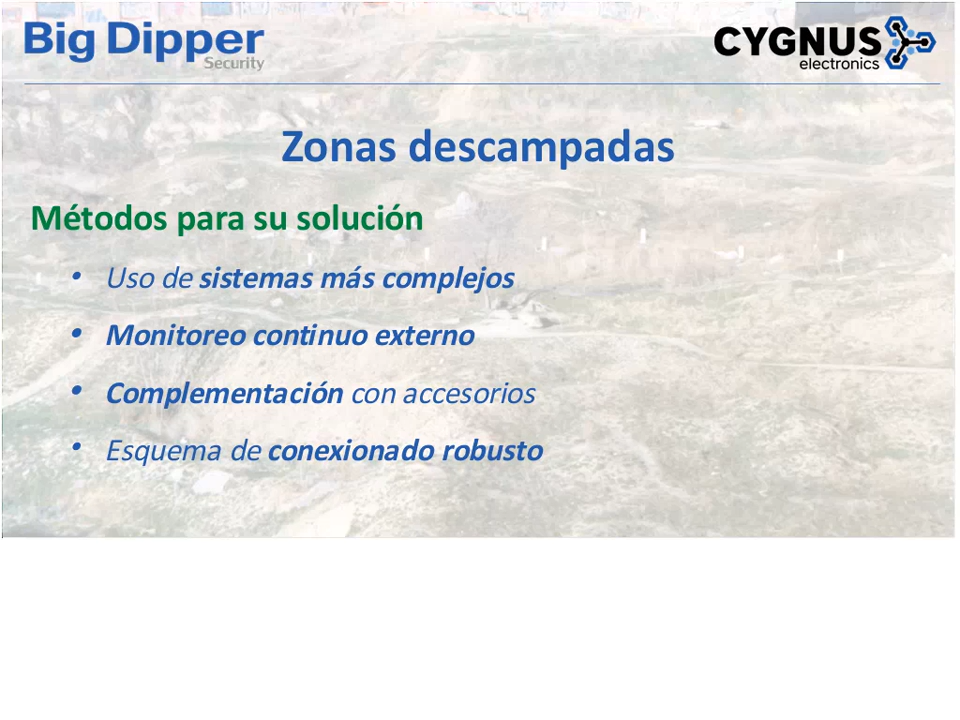 Big Dipper
Security
CYGNUS
electronics
Zonas descampadas
Métodos para su solución
• Uso de sistemas más complejos
• Monitoreo continuo externo
• Complementación con accesorios
• Esquema de conexionado robusto